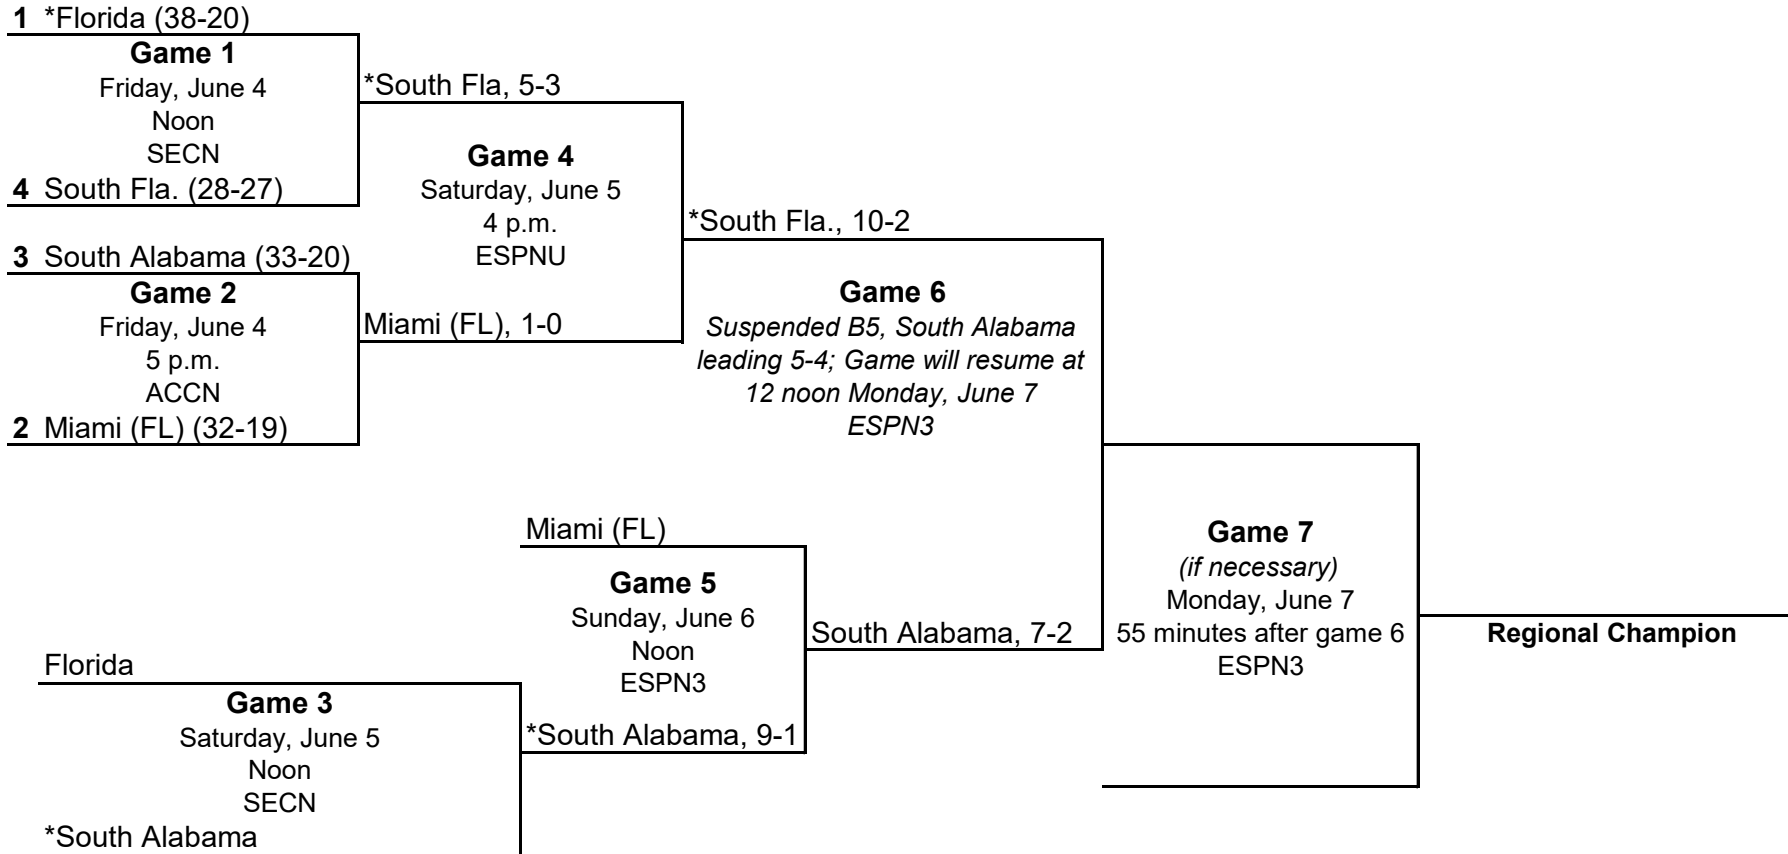 1 *Florida (38-20)
Game 1
Friday, June 4
Noon
SECN
4 South Fla. (28-27)
3 South Alabama (33-20)
Game 2
Friday, June 4
5 p.m.
ACCN
2 Miami (FL) (32-19)
*South Fla, 5-3
Game 4
Saturday, June 5
4 p.m.
ESPNU
Miami (FL), 1-0
*South Fla., 10-2
Game 6
Suspended B5, South Alabama
leading 5-4; Game will resume at
12 noon Monday, June 7
ESPN3
Florida
Game 3
Saturday, June 5
Noon
SECN
*South Alabama
Miami (FL)
Game 5
Sunday, June 6
Noon
ESPN3
*South Alabama, 9-1
South Alabama, 7-2
Game 7
(if necessary)
Monday, June 7
55 minutes after game 6
ESPN3
Regional Champion